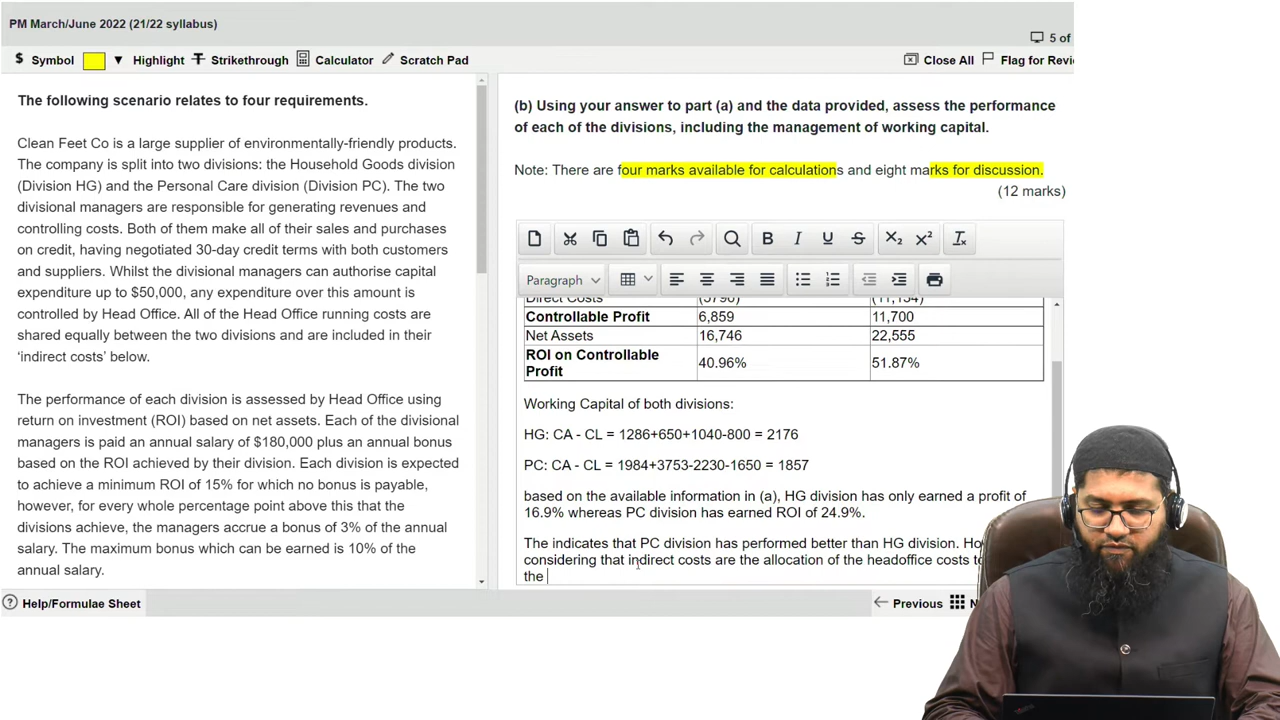 PM March/June 2022 (21/22 syllabus)
5 of
$ Symbol Highlight Strikethrough Calculator Scratch Pad Close All Flag for
The following scenario relates to four requirements.
Clean Feet Co is a large supplier of environmentally-friendly products.
The company is split into two divisions: the Household Goods division
(Division HG) and the Personal Care division (Division PC). The two
divisional managers are responsible for generating revenues and
controlling costs. Both of them make all of their sales and purchases
on credit, having negotiated 30-day credit terms with both customers
and suppliers. Whilst the divisional managers can authorise capital
expenditure up to $50,000, any expenditure over this amount is
controlled by Head Office. All of the Head Office running costs are
shared equally between the two divisions and are included in their
‘indirect costs’ below.
The performance of each division is assessed by Head Office using
return on investment (ROI) based on net assets. Each of the divisional
managers is paid an annual salary of $180,000 plus an annual bonus
based on the ROI achieved by their division. Each division is expected
to achieve a minimum ROI of 15% for which no bonus is payable,
however, for every whole percentage point above this that the
divisions achieve, the managers accrue a bonus of 3% of the annual
salary. The maximum bonus which can be earned is 10% of the
annual salary.
(b) Using your answer to part (a) and the data provided, assess the performance
of each of the divisions, including the management of working capital.
Note: There are four marks available for calculations and eight marks for discussion.
(12 marks)
B I U S X₂ X² Tx
Paragraph
Direct Costs
Controllable Profit 6,859 11,700
Net Assets 16,746 22,555
ROI on Controllable
Profit 40.96% 51.87%
Working Capital of both divisions:
HG: CA - CL = 1286+650+1040-800 = 2176
PC: CA - CL = 1984+3753-2230-1650 = 1857
based on the available information in (a), HG division has only earned a profit of
16.9% whereas PC division has earned ROI of 24.9%.
The indicates that PC division has performed better than HG division.
considering that indirect costs are the allocation of the headoffice costs
the
Help/Formulae Sheet
Previous